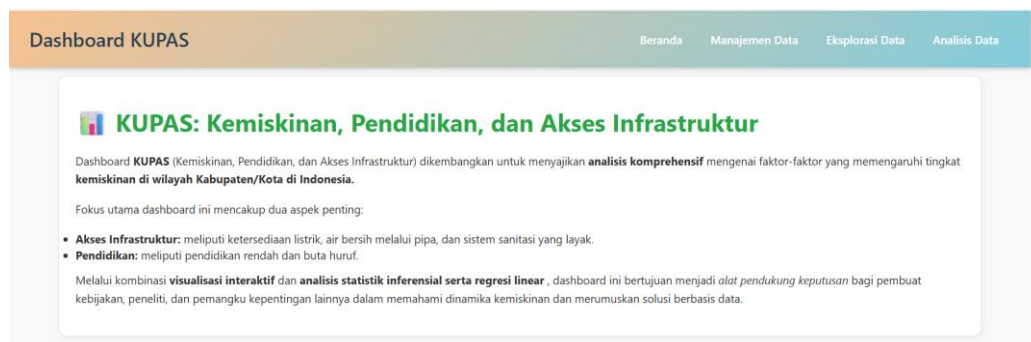 Dashboard KUPAS
Beranda Manajemen Data Eksplorasi Data Analisis Data
KUPAS: Kemiskinan, Pendidikan, dan Akses Infrastruktur
Dashboard KUPAS (Kemiskinan, Pendidikan, dan Akses Infrastruktur) dikembangkan untuk menyajikan analisis komprehensif mengenai faktor-faktor yang memengaruhi tingkat
kemiskinan di wilayah Kabupaten/Kota di Indonesia.
Fokus utama dashboard ini mencakup dua aspek penting:
• Akses Infrastruktur: meliputi ketersediaan listrik, air bersih melalui pipa, dan sistem sanitasi yang layak.
• Pendidikan: meliputi pendidikan rendah dan buta huruf.
Melalui kombinasi visualisasi interaktif dan analisis statistik inferensial serta regresi linear , dashboard ini bertujuan menjadi alat pendukung keputusan bagi pembuat
kebijakan, peneliti, dan pemangku kepentingan lainnya dalam memahami dinamika kemiskinan dan merumuskan solusi berbasis data.